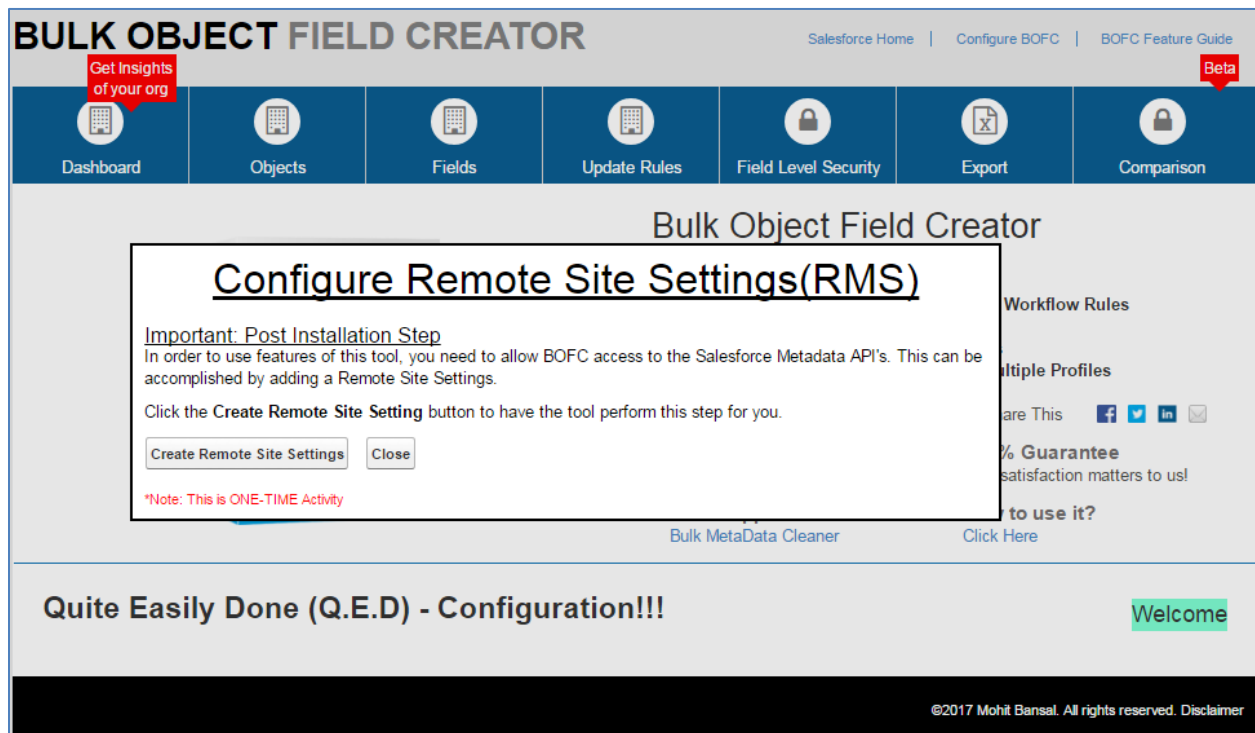 BULK OBJECT FIELD CREATOR
Salesforce Home | Configure BOFC | BOFC Feature Guide
Get Insights
of your org
Beta
Dashboard
Objects
Fields
Update Rules
Field Level Security
Export
Comparison
Bulk Object Field Creator
Configure Remote Site Settings(RMS)
Important: Post Installation Step
In order to use features of this tool, you need to allow BOFC access to the Salesforce Metadata API's. This can be
accomplished by adding a Remote Site Settings.
Click the Create Remote Site Setting button to have the tool perform this step for you.
Create Remote Site Settings
Close
*Note: This is ONE-TIME Activity
Workflow Rules
Profiles
This
% Guarantee
satisfaction matters to us!
to use it?
Bulk MetaData Cleaner
Click Here
Quite Easily Done (Q.E.D) - Configuration!!!
Welcome
©2017 Mohit Bansal. All rights reserved. Disclaimer